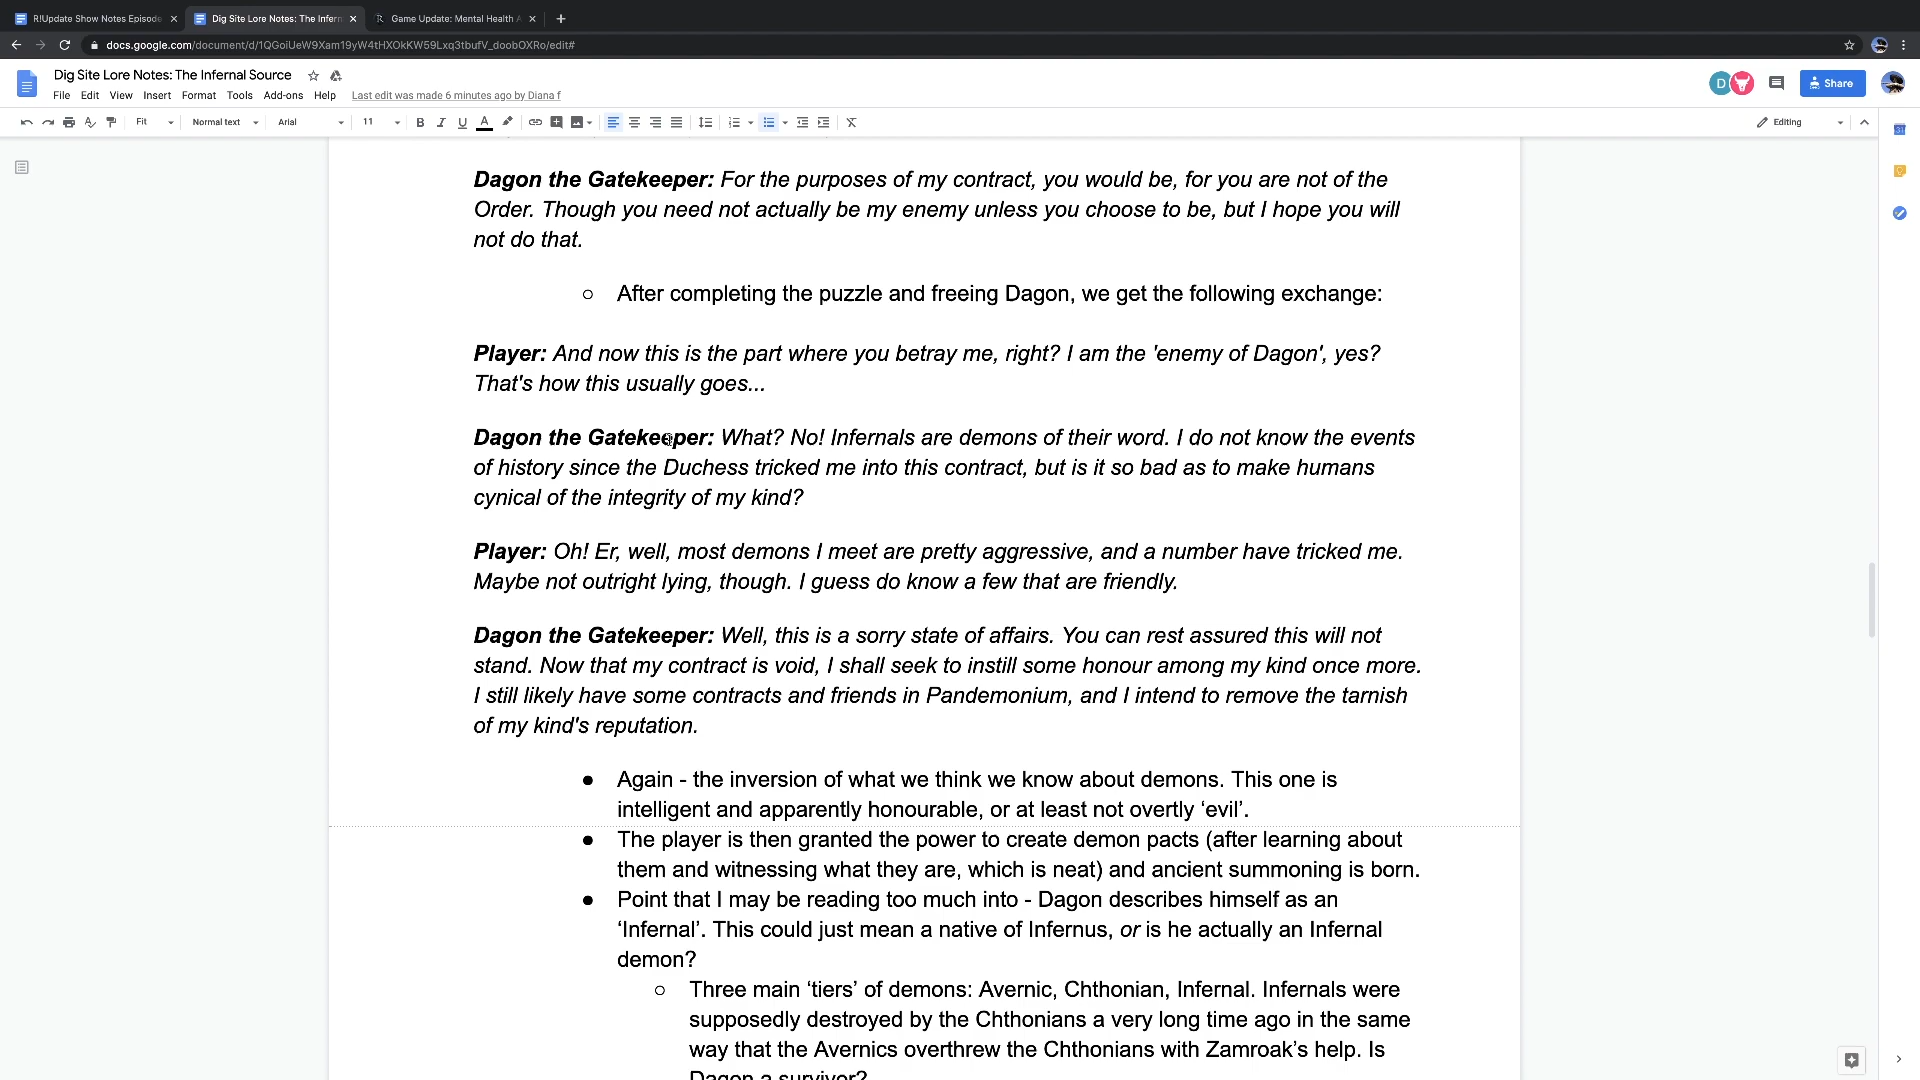 R!Update Show Notes Episode
Dig Site Lore Notes: The Infern
Game Update: Mental Health A
docs.google.com/document/d/1QGoiUeW9Xam19yW4tHXOkKW59Lxq3tbufV_doobOXRo/edit#
Dig Site Lore Notes: The Infernal Source
File Edit View Insert Format Tools Add-ons Help Last edit was made 6 minutes ago by Diana f
D
Share
Fit Normal text Arial 11 B I U A Editing
Dagon the Gatekeeper: For the purposes of my contract, you would be, for you are not of the
Order. Though you need not actually be my enemy unless you choose to be, but I hope you will
not do that.
After completing the puzzle and freeing Dagon, we get the following exchange:
Player: And now this is the part where you betray me, right? I am the 'enemy of Dagon', yes?
That's how this usually goes...
Dagon the Gatekeeper: What? No! Infernals are demons of their word. I do not know the events
of history since the Duchess tricked me into this contract, but is it so bad as to make humans
cynical of the integrity of my kind?
Player: Oh! Er, well, most demons I meet are pretty aggressive, and a number have tricked me.
Maybe not outright lying, though. I guess do know a few that are friendly.
Dagon the Gatekeeper: Well, this is a sorry state of affairs. You can rest assured this will not
stand. Now that my contract is void, I shall seek to instill some honour among my kind once more.
I still likely have some contracts and friends in Pandemonium, and I intend to remove the tarnish
of my kind's reputation.
Again - the inversion of what we think we know about demons. This one is
intelligent and apparently honourable, or at least not overtly ‘evil’.
The player is then granted the power to create demon pacts (after learning about
them and witnessing what they are, which is neat) and ancient summoning is born.
Point that I may be reading too much into - Dagon describes himself as an
‘Infernal’. This could just mean a native of Infernus, or is he actually an Infernal
demon?
Three main ‘tiers’ of demons: Avernic, Chthonian, Infernal. Infernals were
supposedly destroyed by the Chthonians a very long time ago in the same
way that the Avernics overthrew the Chthonians with Zamroak’s help. Is
Dagon a survivor?